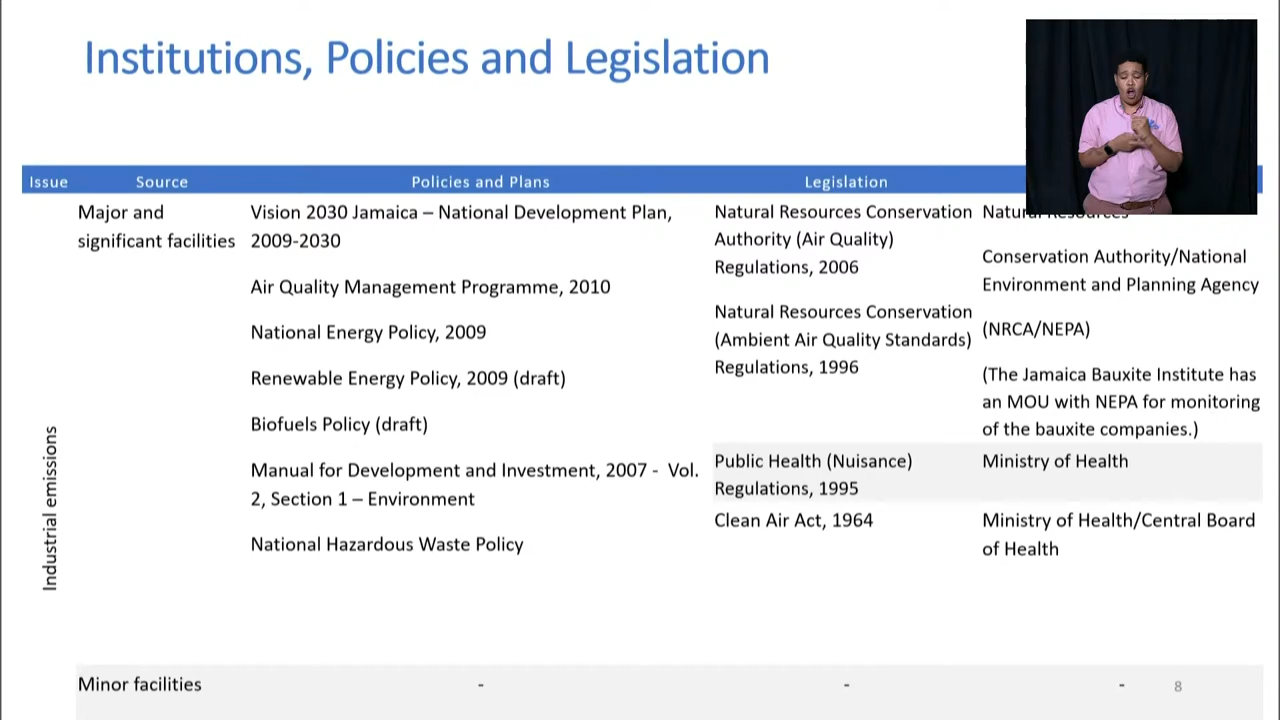 Institutions, Policies and Legislation
Issue
Source
Policies and Plans
Legislation
Major and
significant facilities
Vision 2030 Jamaica – National Development Plan,
2009-2030
Air Quality Management Programme, 2010
National Energy Policy, 2009
Renewable Energy Policy, 2009 (draft)
Biofuels Policy (draft)
Manual for Development and Investment, 2007 - Vol.
2, Section 1 – Environment
National Hazardous Waste Policy
Natural Resources Conservation
Authority (Air Quality)
Regulations, 2006
Natural Resources Conservation
(Ambient Air Quality Standards)
Regulations, 1996
Natural Resources
Conservation Authority/National
Environment and Planning Agency
(NRCA/NEPA)
(The Jamaica Bauxite Institute has
an MOU with NEPA for monitoring
of the bauxite companies.)
Public Health (Nuisance)
Regulations, 1995
Ministry of Health
Clean Air Act, 1964
Ministry of Health/Central Board
of Health
Industrial emissions
Minor facilities
-
-
-
8